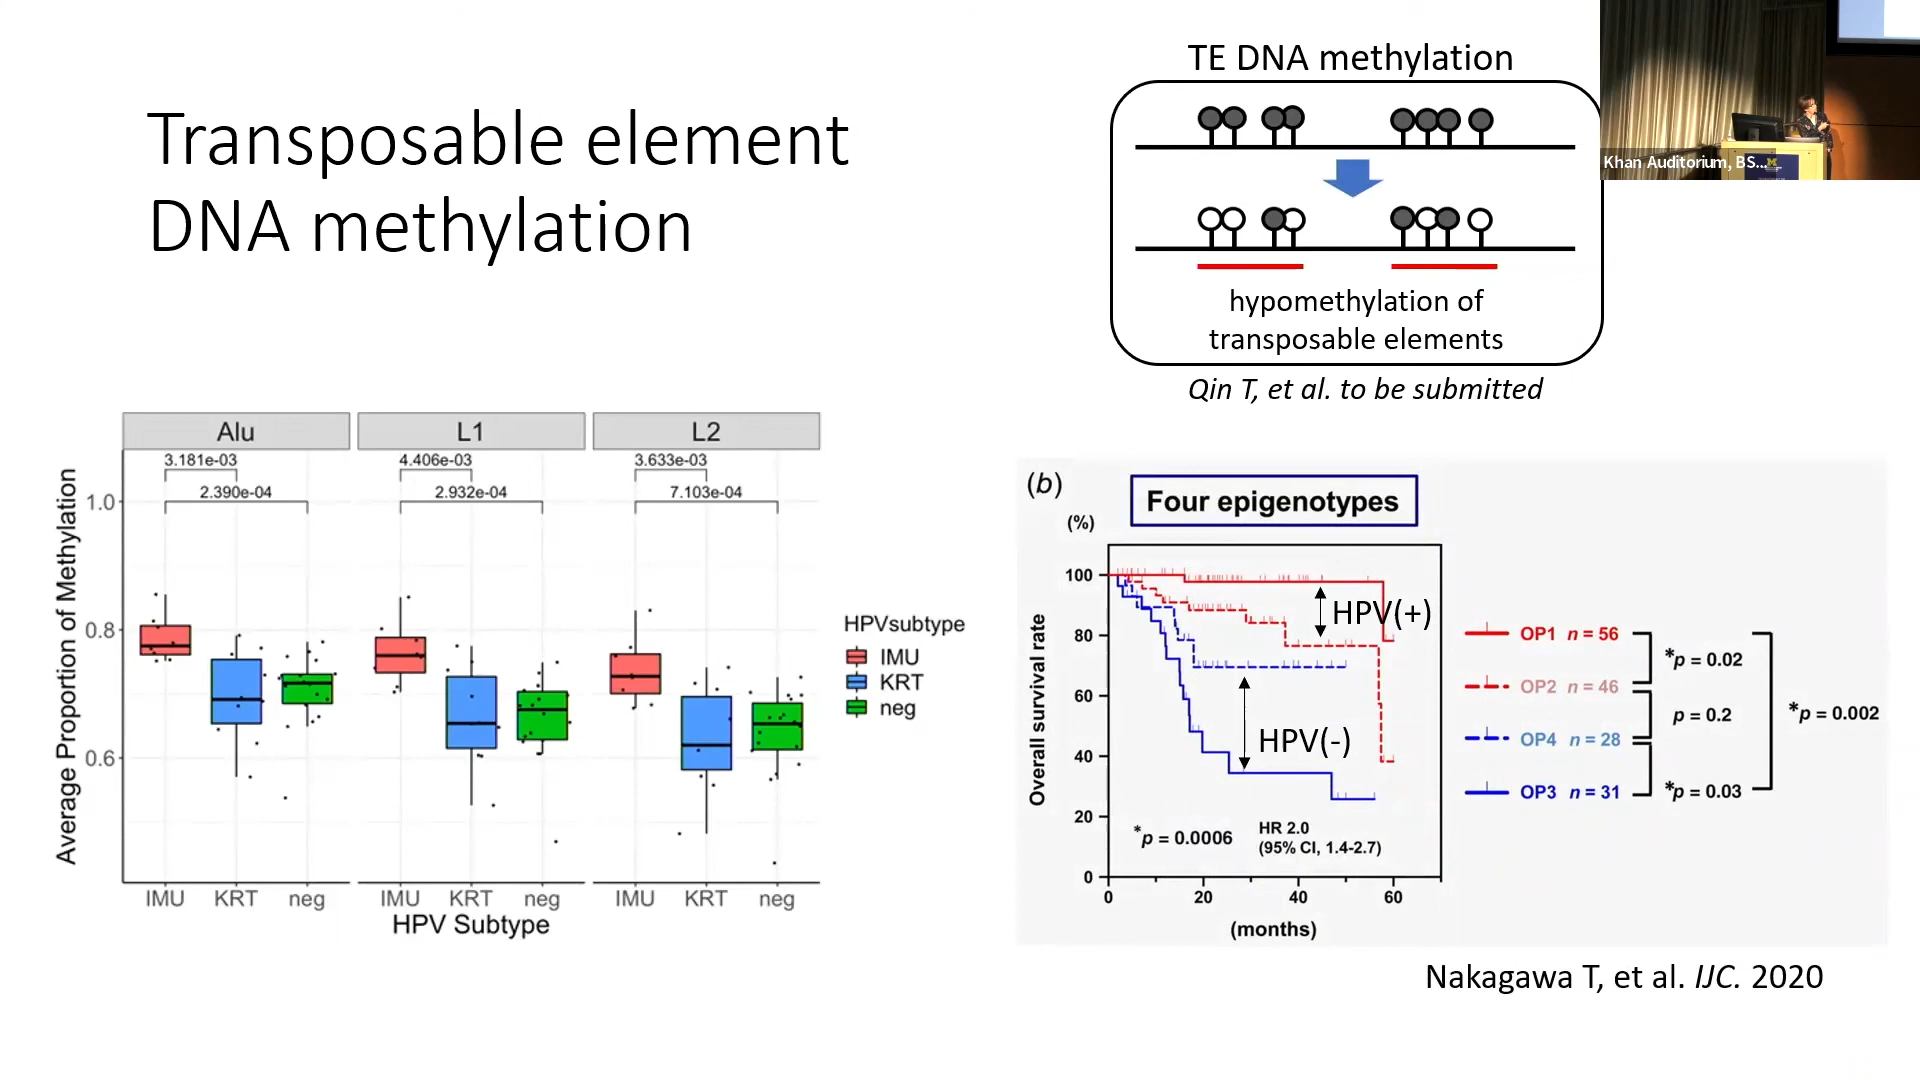 Transposable element
DNA methylation
TE DNA methylation
hypomethylation of
transposable elements
Qin T, et al. to be submitted
Khan Auditorium, BS...
Alu
L1
L2
3.181e-03
2.390e-04
4.406e-03
2.932e-04
3.633e-03
7.103e-04
Average Proportion of Methylation
1.0
0.8
0.6
IMU
KRT
neg
IMU
KRT
neg
IMU
KRT
neg
HPV Subtype
HPVsubtype
IMU
KRT
neg
(b)
Four epigenotypes
(%)
Overall survival rate
100
80
60
40
20
0
HPV(+)
HPV(-)
*p = 0.0006
HR 2.0
(95% CI, 1.4-2.7)
0
20
40
60
(months)
OP1 n = 56
OP2 n = 46
OP4 n = 28
OP3 n = 31
*p = 0.02
p = 0.2
*p = 0.03
*p = 0.002
Nakagawa T, et al. IJC. 2020